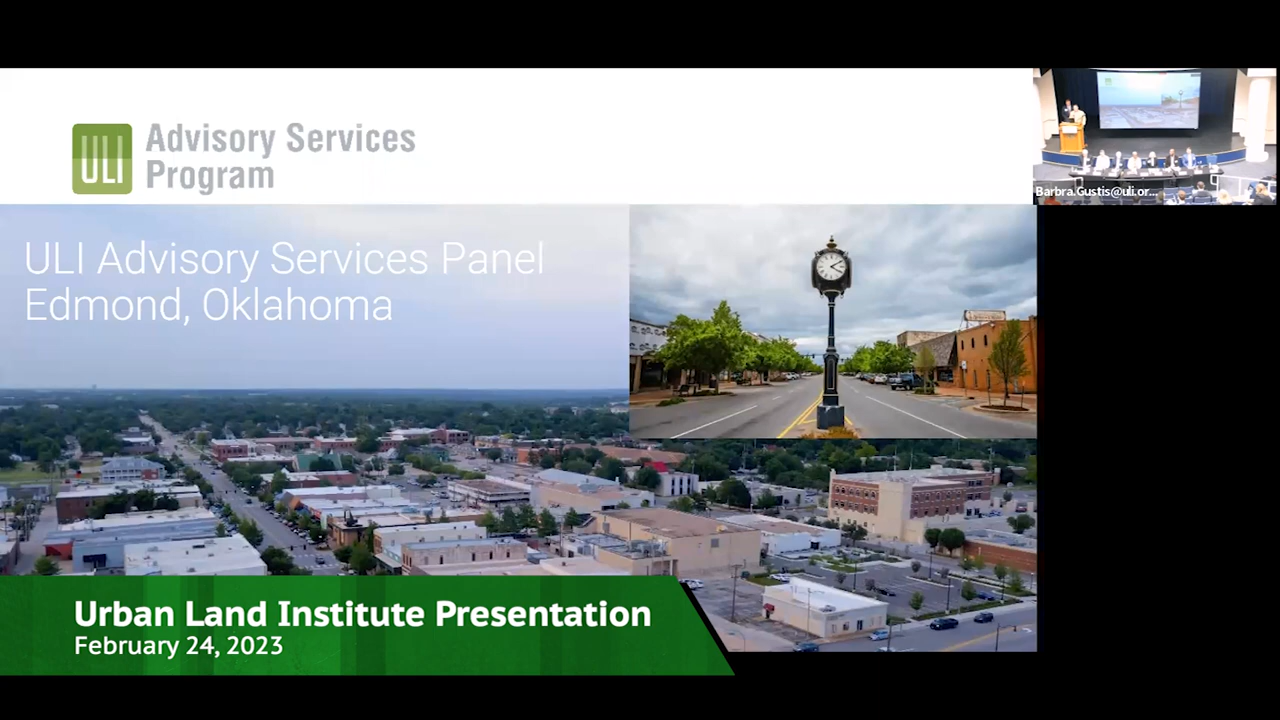 ULI
Advisory Services
Program
Barbra.Gustis@uli.or...
ULI Advisory Services Panel
Edmond, Oklahoma
Urban Land Institute Presentation
February 24, 2023